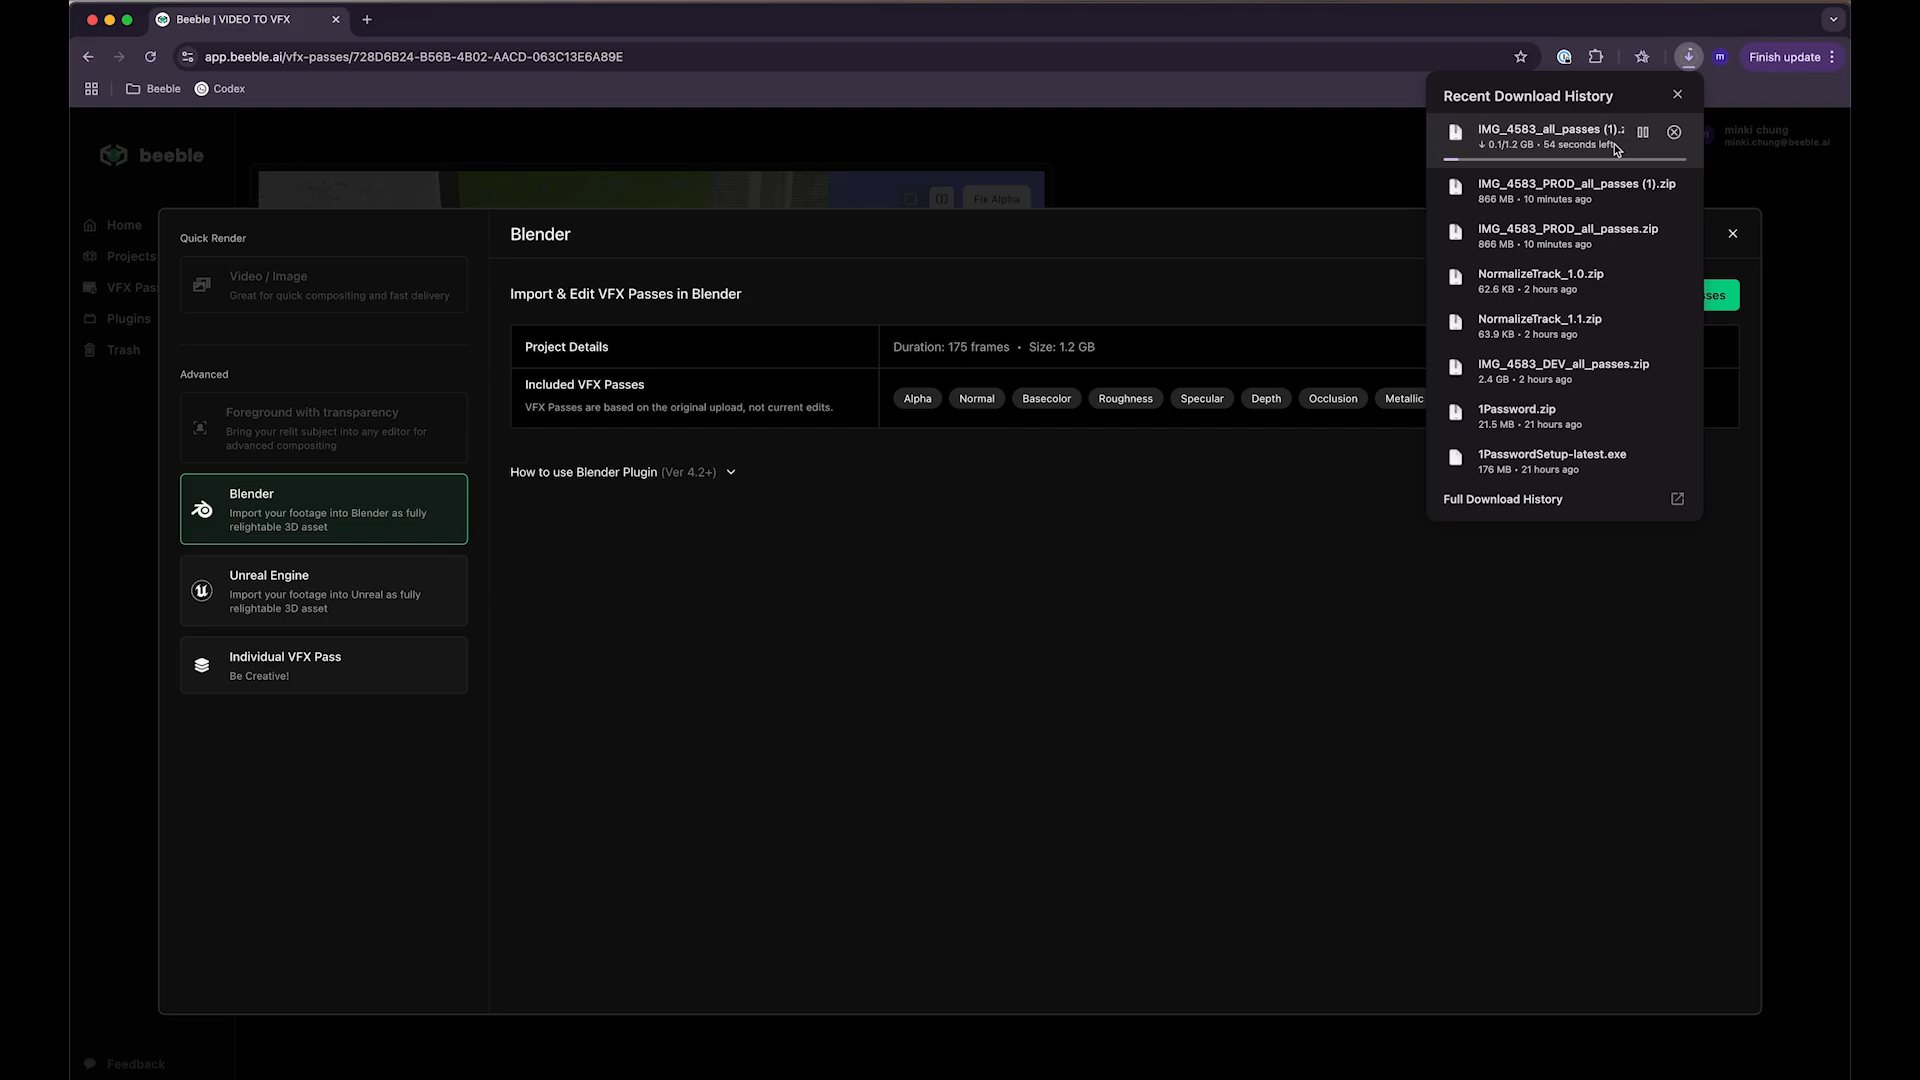 Beeble | VIDEO TO VFX
app.beeble.ai/vfx-passes/728D6B24-B56B-4B02-AACD-063C13E6A89E
m
Finish update
Beeble
Codex
Recent Download History
IMG_4583_all_passes (1).z
↓ 0.1/1.2 GB • 54 seconds left
IMG_4583_PROD_all_passes (1).zip
866 MB • 10 minutes ago
IMG_4583_PROD_all_passes.zip
866 MB • 10 minutes ago
NormalizeTrack_1.0.zip
62.6 KB • 2 hours ago
NormalizeTrack_1.1.zip
63.9 KB • 2 hours ago
IMG_4583_DEV_all_passes.zip
2.4 GB • 2 hours ago
1Password.zip
21.5 MB • 21 hours ago
1PasswordSetup-latest.exe
176 MB • 21 hours ago
Full Download History
minki chung
minki.chung@beeble.ai
beeble
Fix Alpha
Home
Projects
VFX Pas
Plugins
Trash
Feedback
Quick Render
Video / Image
Great for quick compositing and fast delivery
Advanced
Foreground with transparency
Bring your relit subject into any editor for
advanced compositing
Blender
Import your footage into Blender as fully
relightable 3D asset
Unreal Engine
Import your footage into Unreal as fully
relightable 3D asset
Individual VFX Pass
Be Creative!
Blender
Import & Edit VFX Passes in Blender
sses
Project Details
Duration: 175 frames • Size: 1.2 GB
Included VFX Passes
VFX Passes are based on the original upload, not current edits.
Alpha Normal Basecolor Roughness Specular Depth Occlusion Metallic
How to use Blender Plugin (Ver 4.2+)